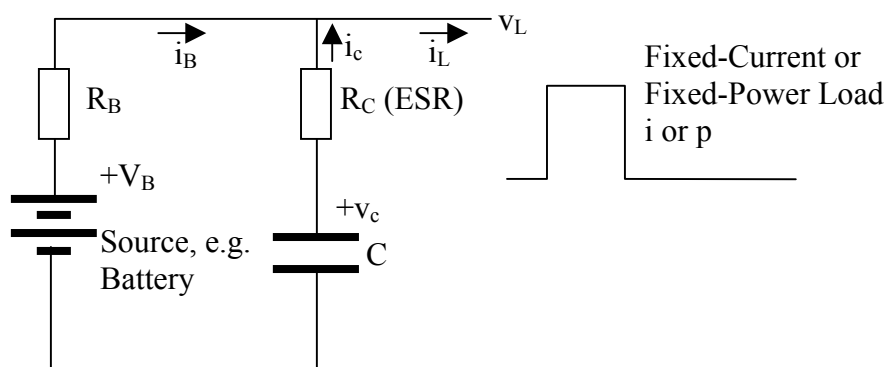 v_L
i_B
i_c
i_L
Fixed-Current or
Fixed-Power Load
i or p
R_B
R_C (ESR)
+V_B
+v_c
Source, e.g.
Battery
C